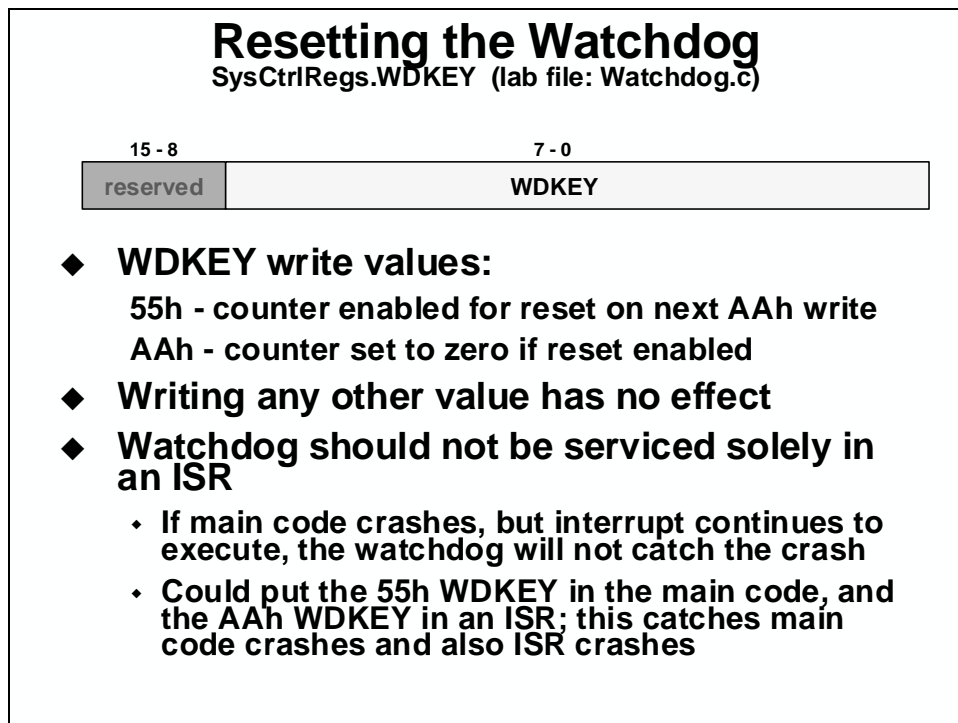 Resetting the Watchdog
SysCtrlRegs.WDKEY (lab file: Watchdog.c)
15 - 8 7 - 0
reserved WDKEY
◆ WDKEY write values:
55h - counter enabled for reset on next AAh write
AAh - counter set to zero if reset enabled
◆ Writing any other value has no effect
◆ Watchdog should not be serviced solely in
an ISR
◆ If main code crashes, but interrupt continues to
execute, the watchdog will not catch the crash
◆ Could put the 55h WDKEY in the main code, and
the AAh WDKEY in an ISR; this catches main
code crashes and also ISR crashes